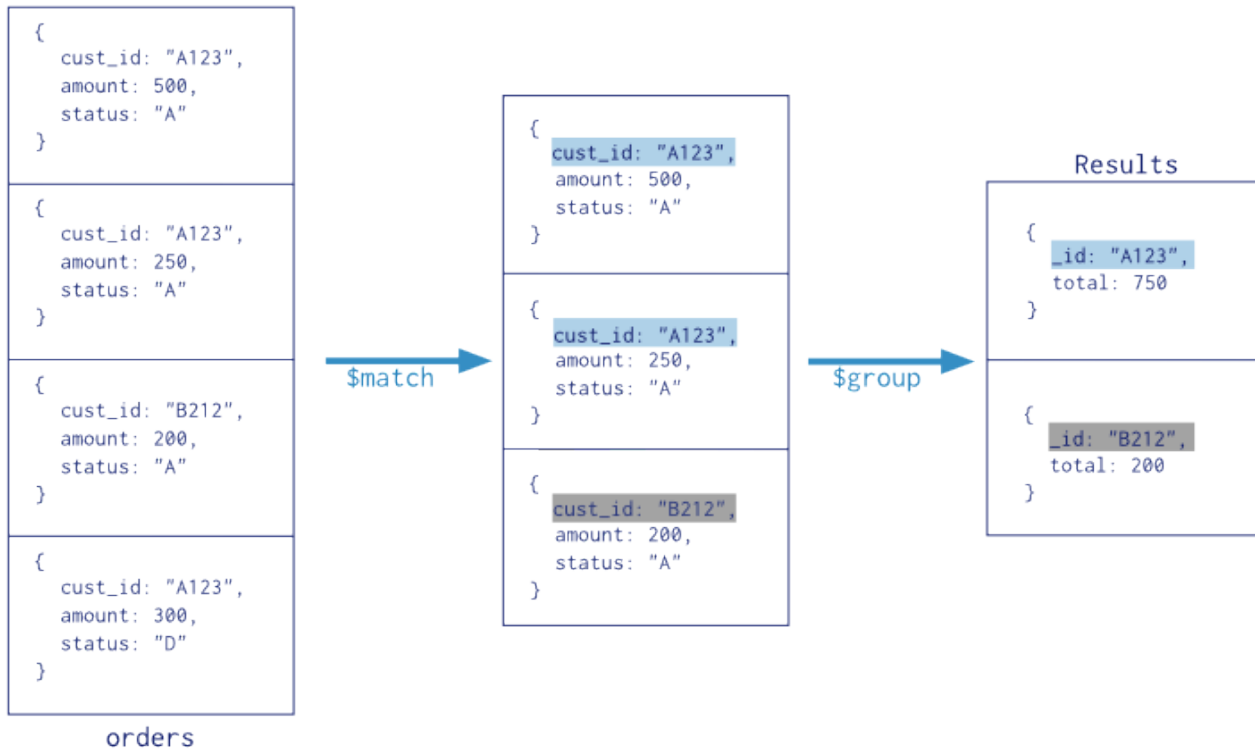 {
cust_id: "A123",
amount: 500,
status: "A"
}
{
cust_id: "A123",
amount: 250,
status: "A"
}
{
cust_id: "B212",
amount: 200,
status: "A"
}
{
cust_id: "A123",
amount: 300,
status: "D"
}
orders
$match
{
cust_id: "A123",
amount: 500,
status: "A"
}
{
cust_id: "A123",
amount: 250,
status: "A"
}
{
cust_id: "B212",
amount: 200,
status: "A"
}
$group
Results
{
_id: "A123",
total: 750
}
{
_id: "B212",
total: 200
}